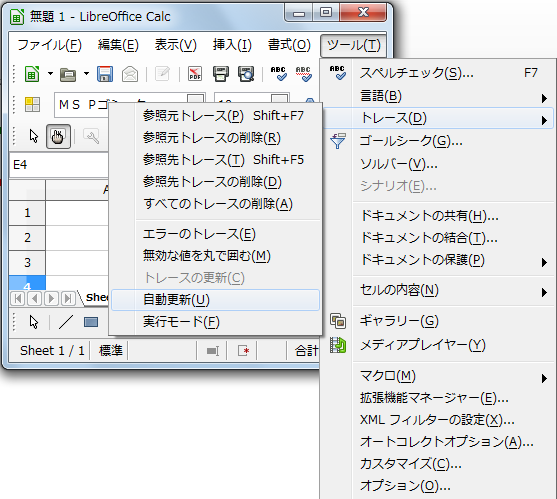 無題 1 - LibreOffice Calc
ファイル(F) 編集(E) 表示(V) 挿入(I) 書式(O) ツール(T)
スペルチェック(S)... F7
言語(B)
トレース(D)
ゴールシーク(G)...
ソルバー(V)...
シナリオ(E)...
ドキュメントの共有(H)...
ドキュメントの結合(T)...
ドキュメントの保護(P)
セルの内容(N)
ギャラリー(G)
メディアプレイヤー(Y)
マクロ(M)
拡張機能マネージャー(E)...
XML フィルターの設定(X)...
オートコレクトオプション(A)...
カスタマイズ(C)...
オプション(O)...
参照元トレース(P) Shift+F7
参照元トレースの削除(R)
参照先トレース(T) Shift+F5
参照先トレースの削除(D)
すべてのトレースの削除(A)
エラーのトレース(E)
無効な値を丸で囲む(M)
トレースの更新(C)
自動更新(U)
実行モード(F)
PDF ABC ABC
ABC
ＭＳ Ｐ
E4
A
1
2
3
4
Shee
Sheet 1 / 1 標準 合計